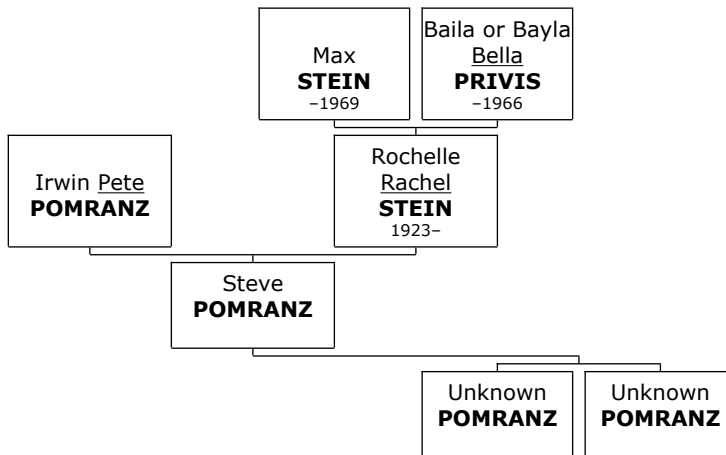 Max
STEIN
–1969
Baila or Bayla
Bella
PRIVIS
–1966
Irwin Pete
POMRANZ
Rochelle
Rachel
STEIN
1923–
Steve
POMRANZ
Unknown
POMRANZ
Unknown
POMRANZ